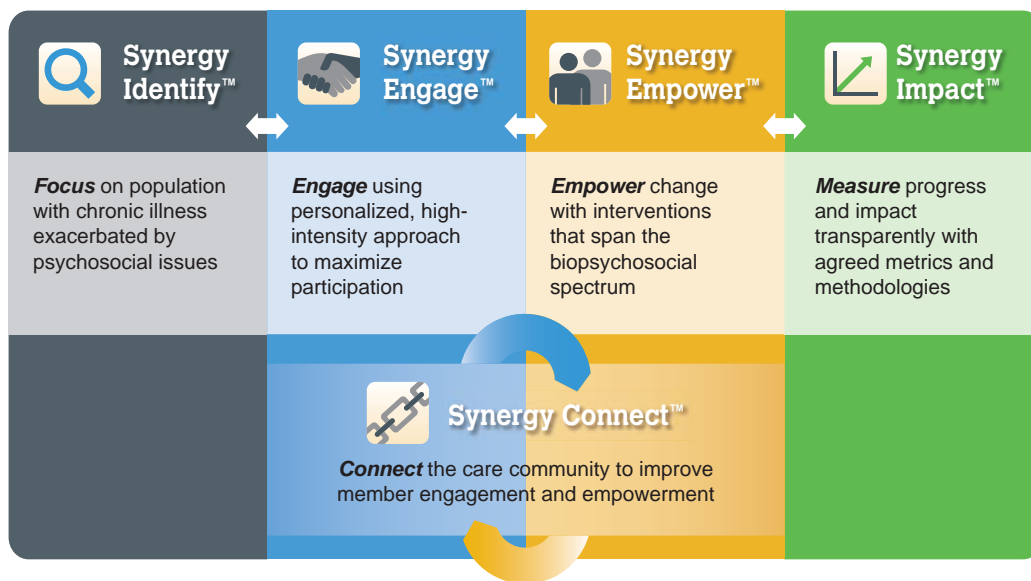 Synergy
Identify™
Synergy
Engage™
Synergy
Empower™
Synergy
Impact™
Focus on population
with chronic illness
exacerbated by
psychosocial issues
Engage using
personalized, high-
intensity approach
to maximize
participation
Empower change
with interventions
that span the
biopsychosocial
spectrum
Measure progress
and impact
transparently with
agreed metrics and
methodologies
Synergy Connect™
Connect the care community to improve
member engagement and empowerment